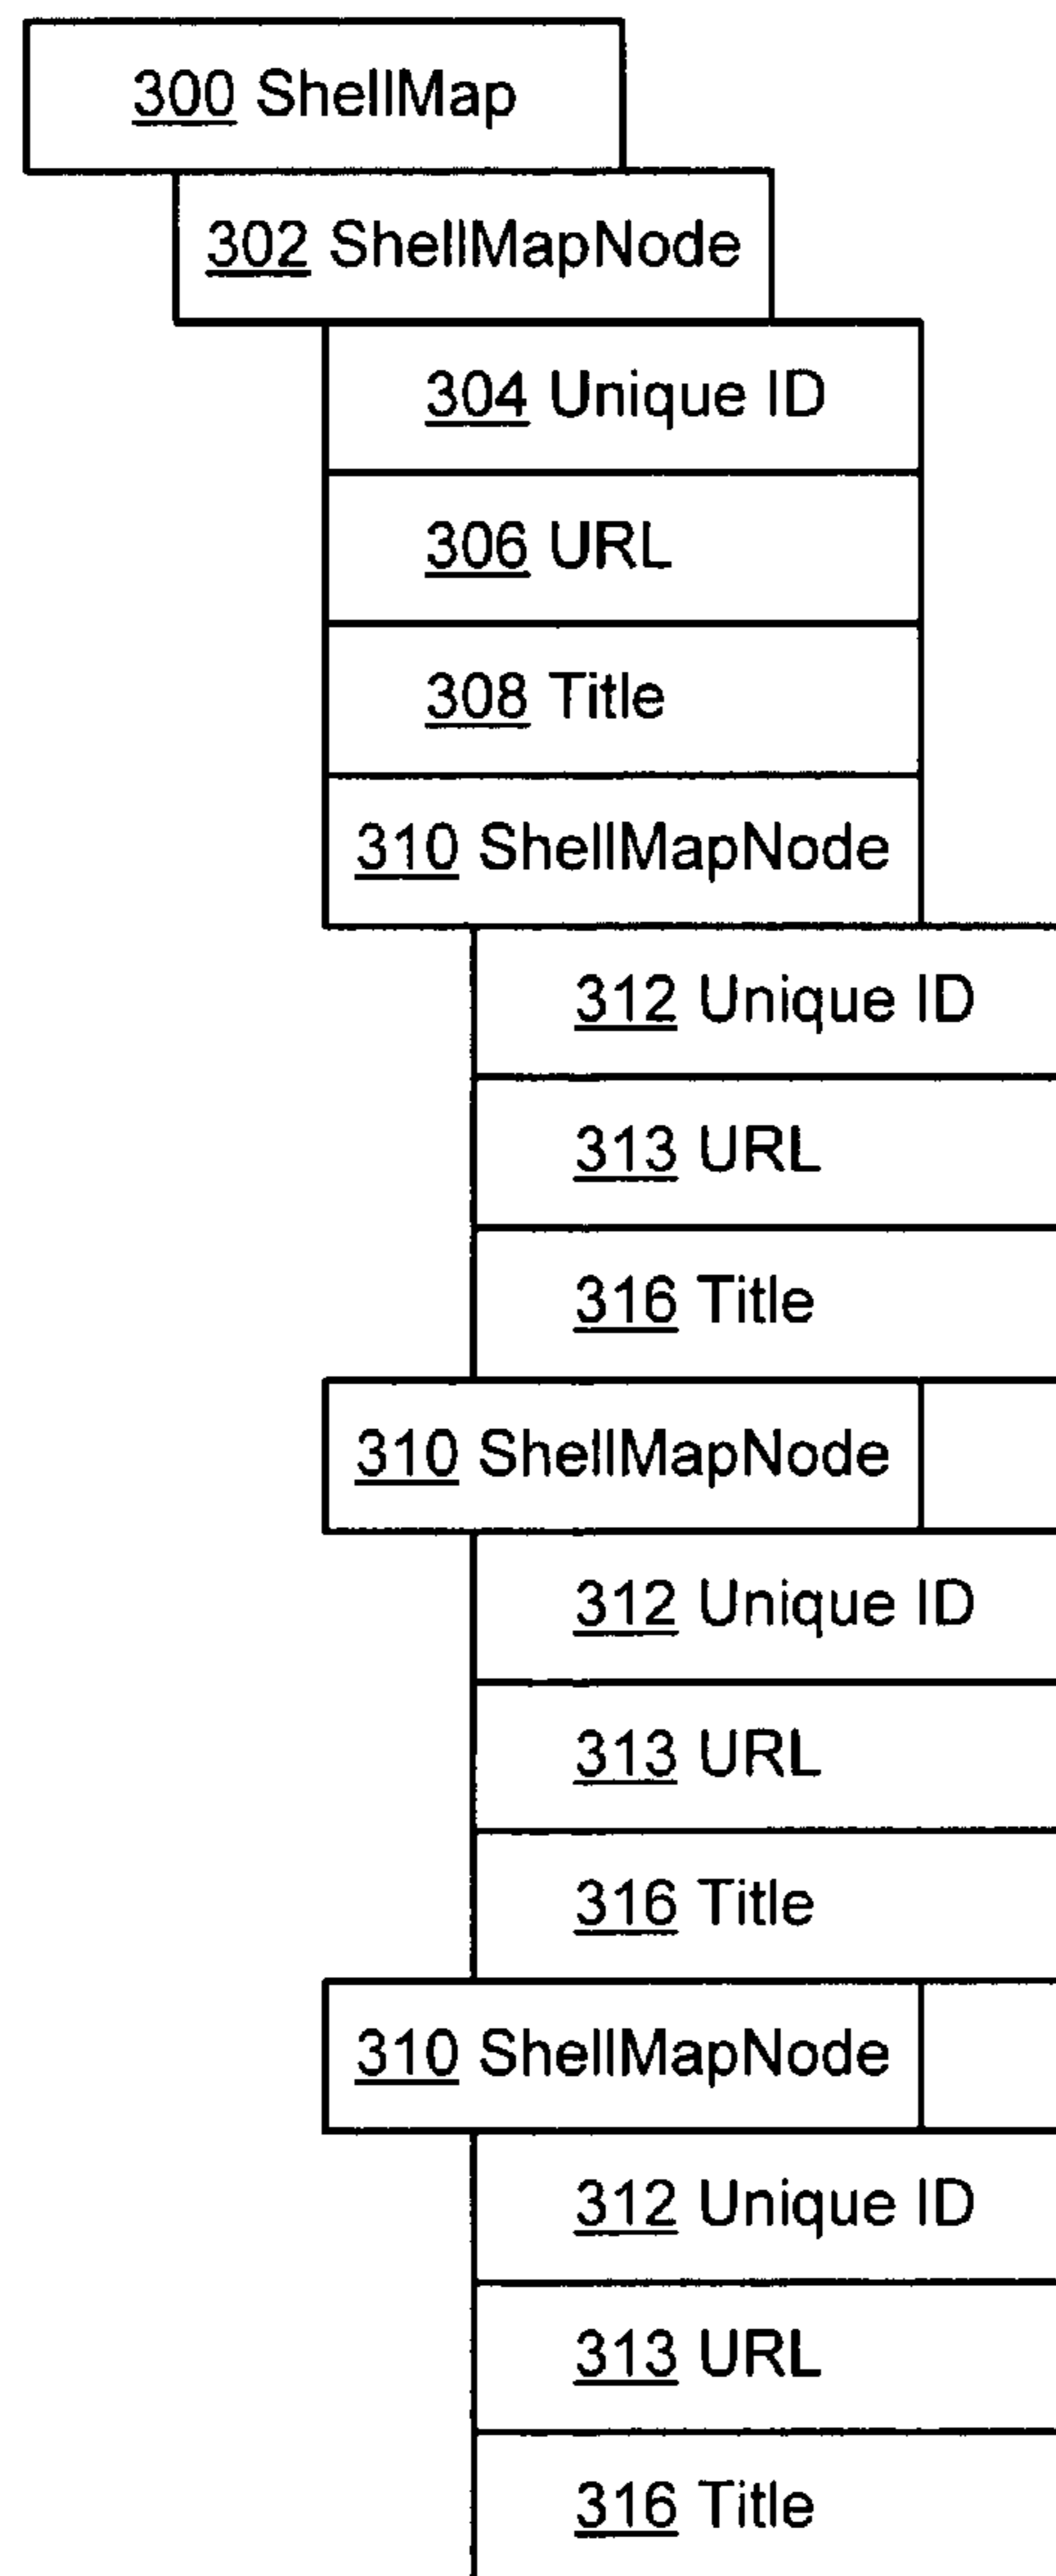 300 ShellMap
302 ShellMapNode
304 Unique ID
306 URL
308 Title
310 ShellMapNode
312 Unique ID
313 URL
316 Title
310 ShellMapNode
312 Unique ID
313 URL
316 Title
310 ShellMapNode
312 Unique ID
313 URL
316 Title